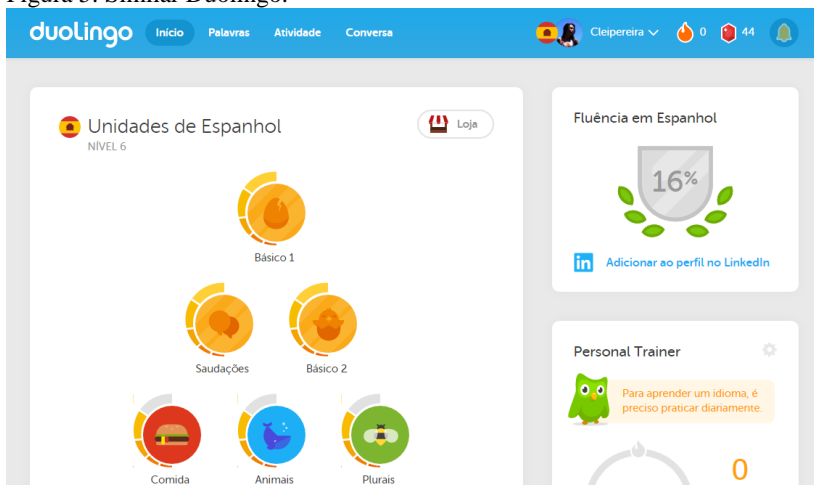 Figura 5: Similar Duolingo.
duolingo Início Palavras Atividade Conversa Cleipereira 0 44
Unidades de Espanhol
NÍVEL 6
Loja
Básico 1
Saudações Básico 2
Comida Animais Plurais
Fluência em Espanhol
16%
in Adicionar ao perfil no LinkedIn
Personal Trainer
Para aprender um idioma, é
preciso praticar diariamente.
0